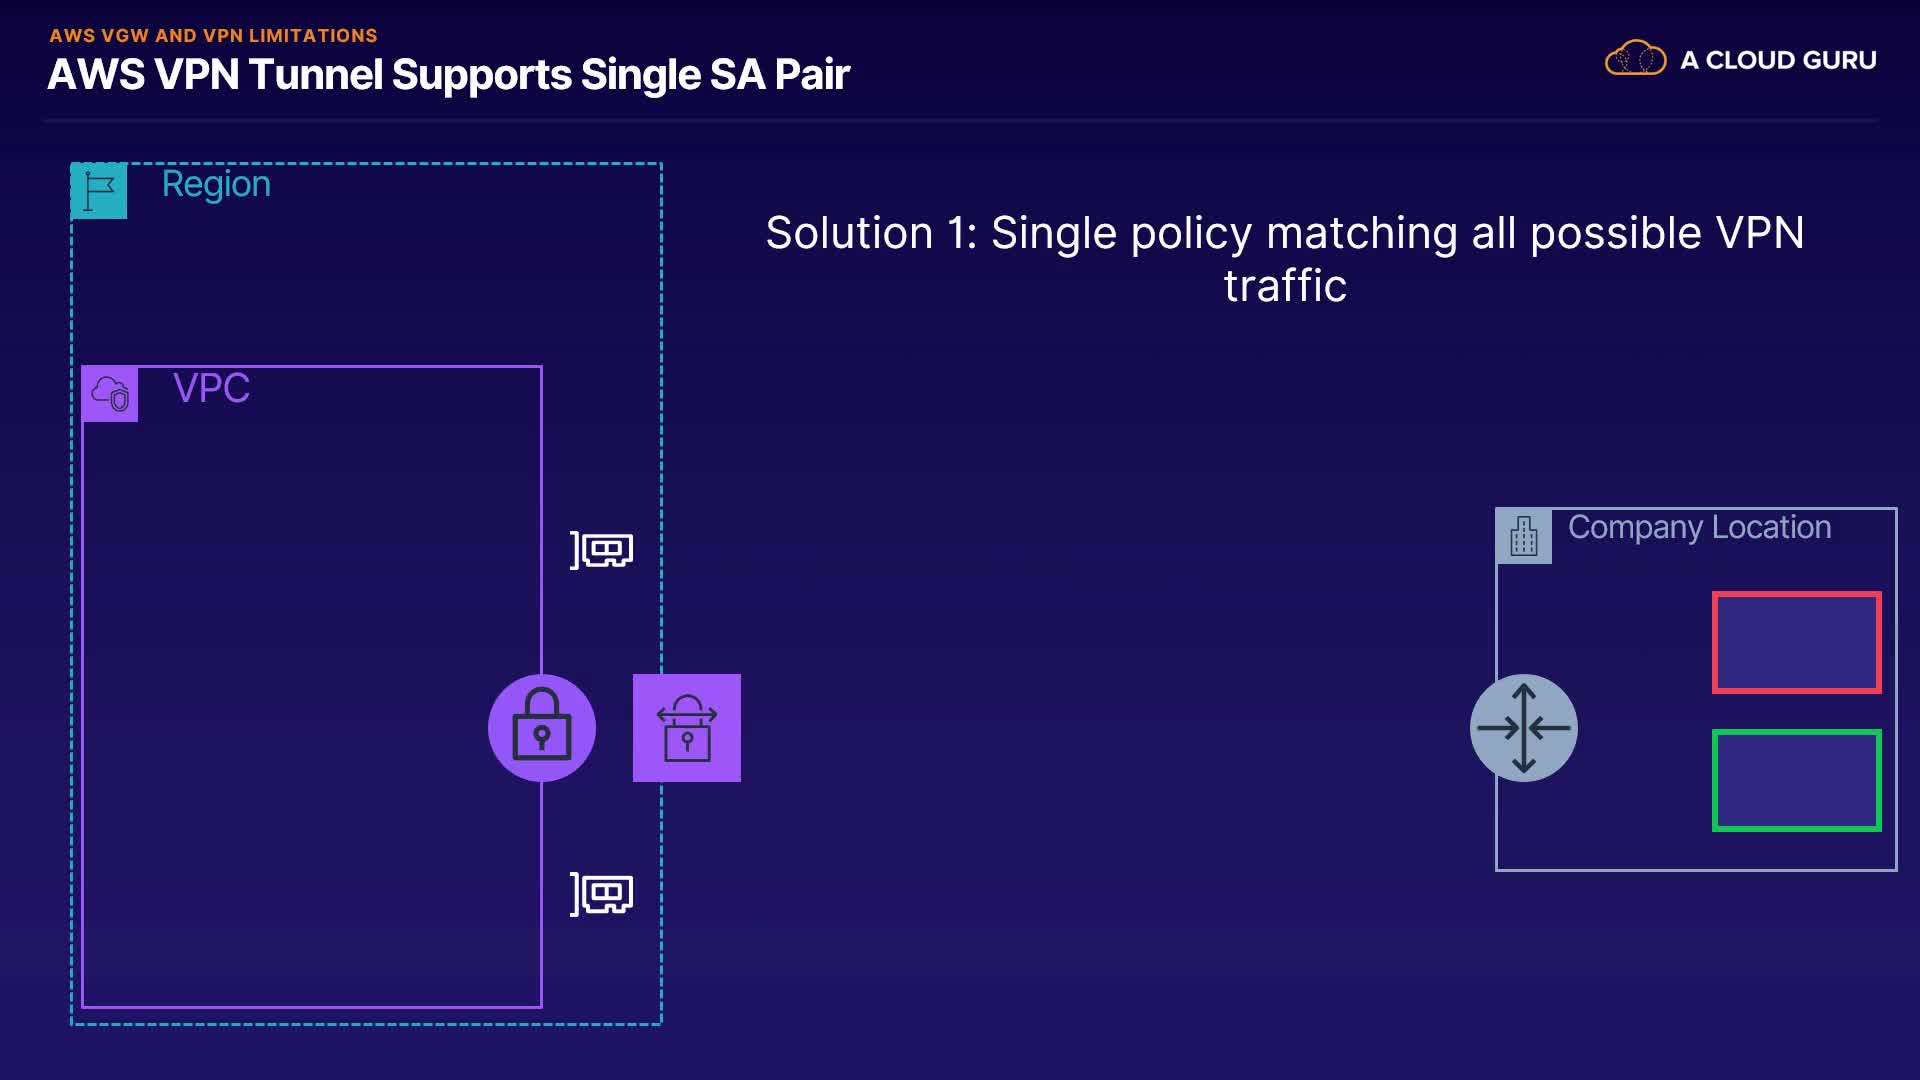 AWS VGW AND VPN LIMITATIONS
AWS VPN Tunnel Supports Single SA Pair
A CLOUD GURU
Region
Solution 1: Single policy matching all possible VPN
traffic
VPC
Company Location